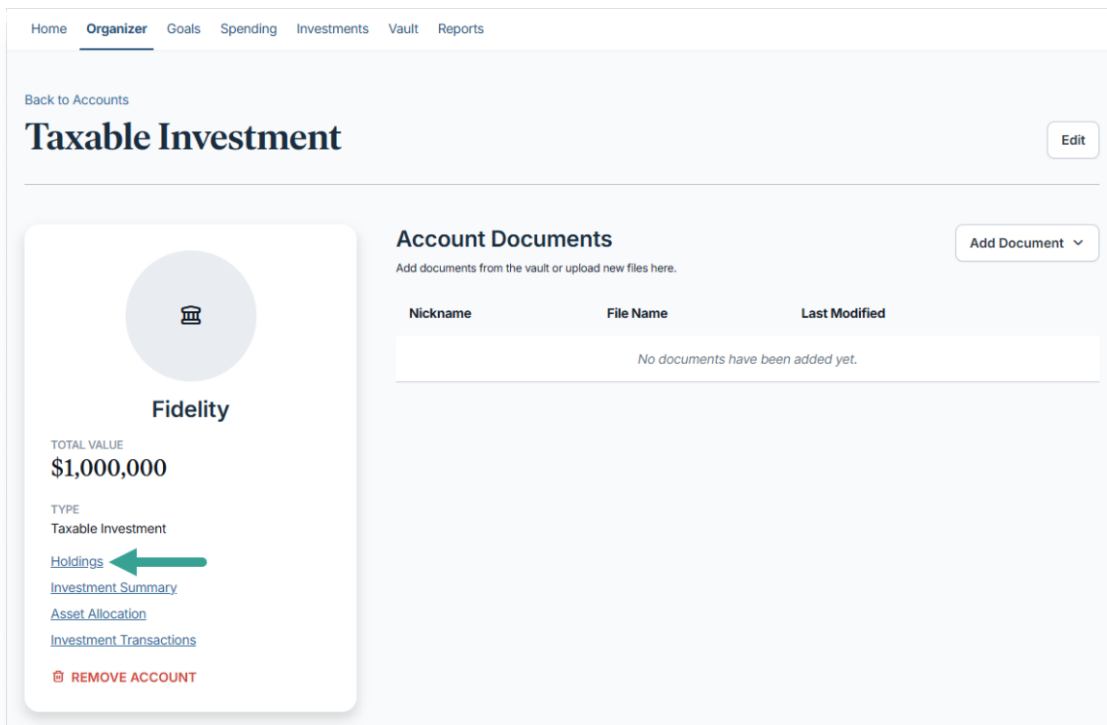 Home Organizer Goals Spending Investments Vault Reports
Back to Accounts
Taxable Investment
Edit
Fidelity
TOTAL VALUE
$1,000,000
TYPE
Taxable Investment
Holdings
Investment Summary
Asset Allocation
Investment Transactions
REMOVE ACCOUNT
Account Documents
Add Document
Add documents from the vault or upload new files here.
Nickname File Name Last Modified
No documents have been added yet.